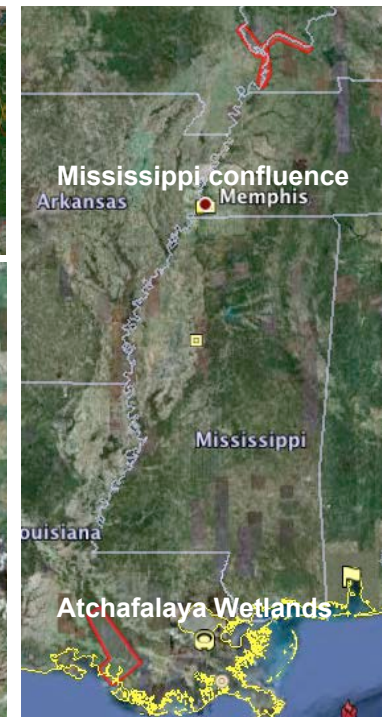 Mississippi confluence
Arkansas
Memphis
Mississippi
ouisiana
Atchafalaya Wetlands